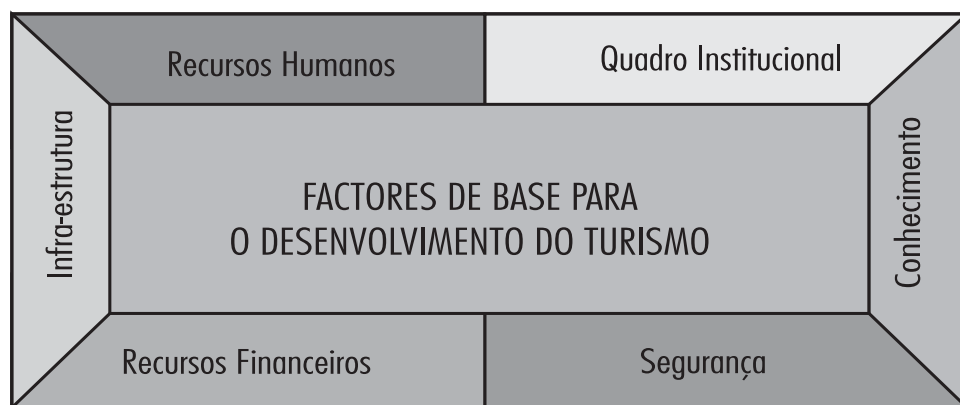 Recursos Humanos
Quadro Institucional
Infra-estrutura
FACTORES DE BASE PARA
O DESENVOLVIMENTO DO TURISMO
Conhecimento
Recursos Financeiros
Segurança